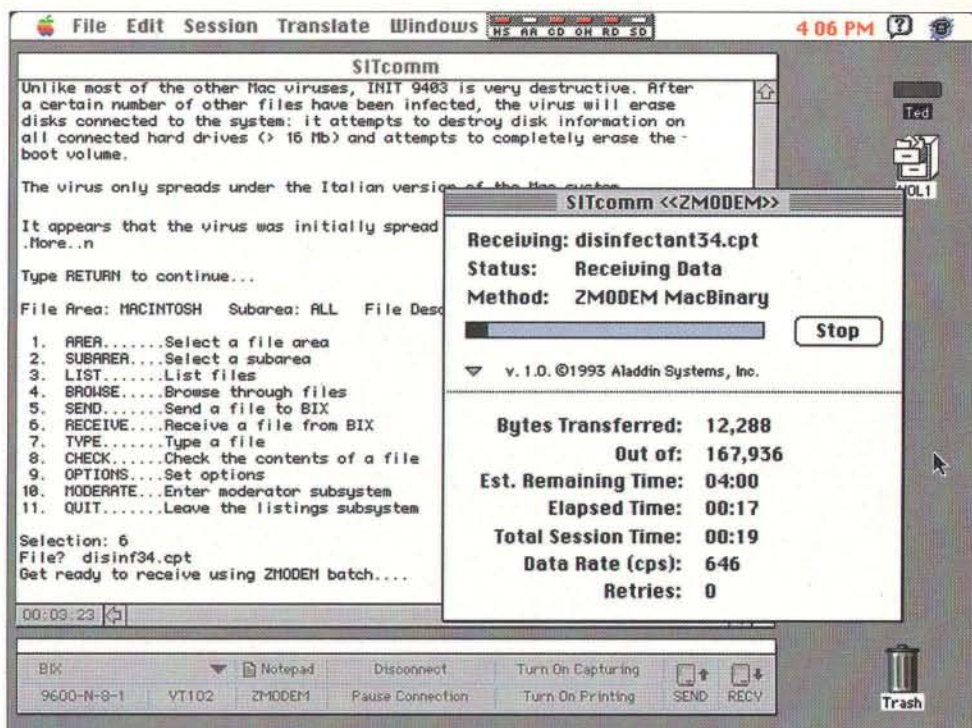 File Edit Session Translate Windows HS AA CD OH RD SD 4 06 PM
SITcomm
Unlike most of the other Mac viruses, INIT 9403 is very destructive. After
a certain number of other files have been infected, the virus will erase
disks connected to the system: it attempts to destroy disk information on
all connected hard drives (> 16 Mb) and attempts to completely erase the
boot volume.
The virus only spreads under the Italian version of the Mac system
It appears that the virus was initially spread
.More..n
Type RETURN to continue...
File Area: MACINTOSH Subarea: ALL File Desc
1. AREA.......Select a file area
2. SUBAREA....Select a subarea
3. LIST.......List files
4. BROWSE.....Browse through files
5. SEND.......Send a file to BIX
6. RECEIVE....Receive a file from BIX
7. TYPE.......Type a file
8. CHECK......Check the contents of a file
9. OPTIONS....Set options
10. MODERATE...Enter moderator subsystem
11. QUIT.......Leave the listings subsystem
Selection: 6
File? disinf34.cpt
Get ready to receive using ZMODEM batch....
00:03:23
SITcomm <<ZMODEM>>
Receiving: disinfectant34.cpt
Status: Receiving Data
Method: ZMODEM MacBinary
Stop
v. 1.0. ©1993 Aladdin Systems, Inc.
Bytes Transferred: 12,288
Out of: 167,936
Est. Remaining Time: 04:00
Elapsed Time: 00:17
Total Session Time: 00:19
Data Rate (cps): 646
Retries: 0
Ted
VOL1
BIX Notepad Disconnect Turn On Capturing
9600-N-8-1 VT102 ZMODEM Pause Connection Turn On Printing SEND RECV
Trash